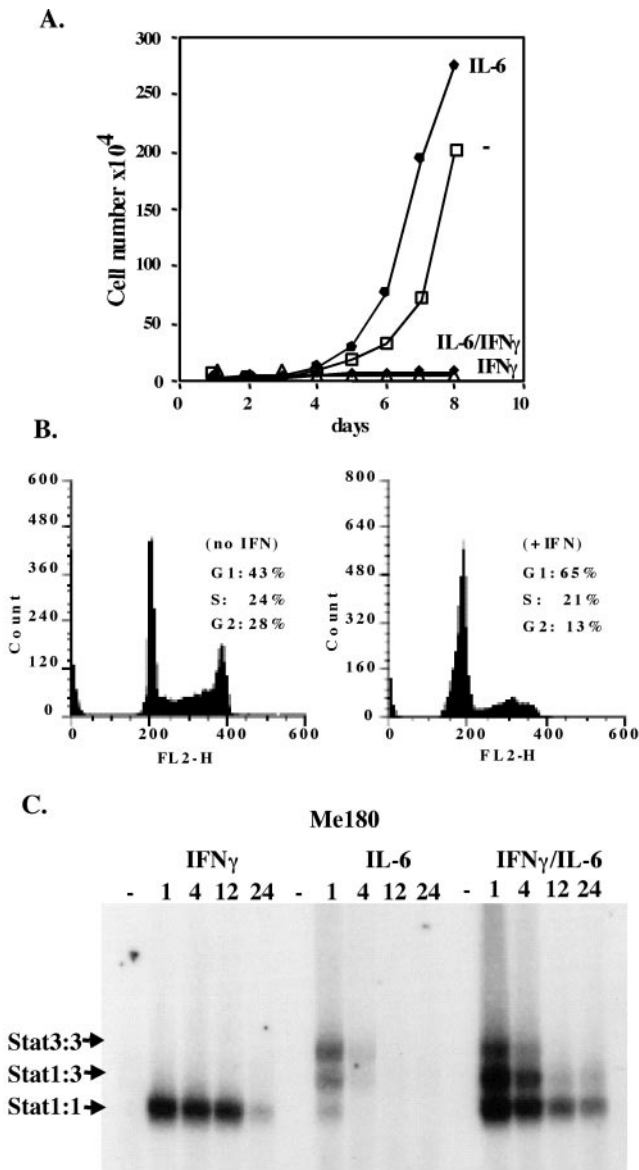 A.
300
250
200
150
100
50
0
Cell number x10⁴
IL-6
-
IL-6/IFNγ
IFNγ
0 2 4 6 8 10
days
B.
600
480
360
240
120
0
Count
(no IFN)
G1: 43%
S: 24%
G2: 28%
0 200 400 600
FL2-H
800
640
480
320
160
0
Count
(+IFN)
G1: 65%
S: 21%
G2: 13%
0 200 400 600
FL2-H
C.
Me180
IFNγ IL-6 IFNγ/IL-6
- 1 4 12 24 - 1 4 12 24 - 1 4 12 24
Stat3:3
Stat1:3
Stat1:1